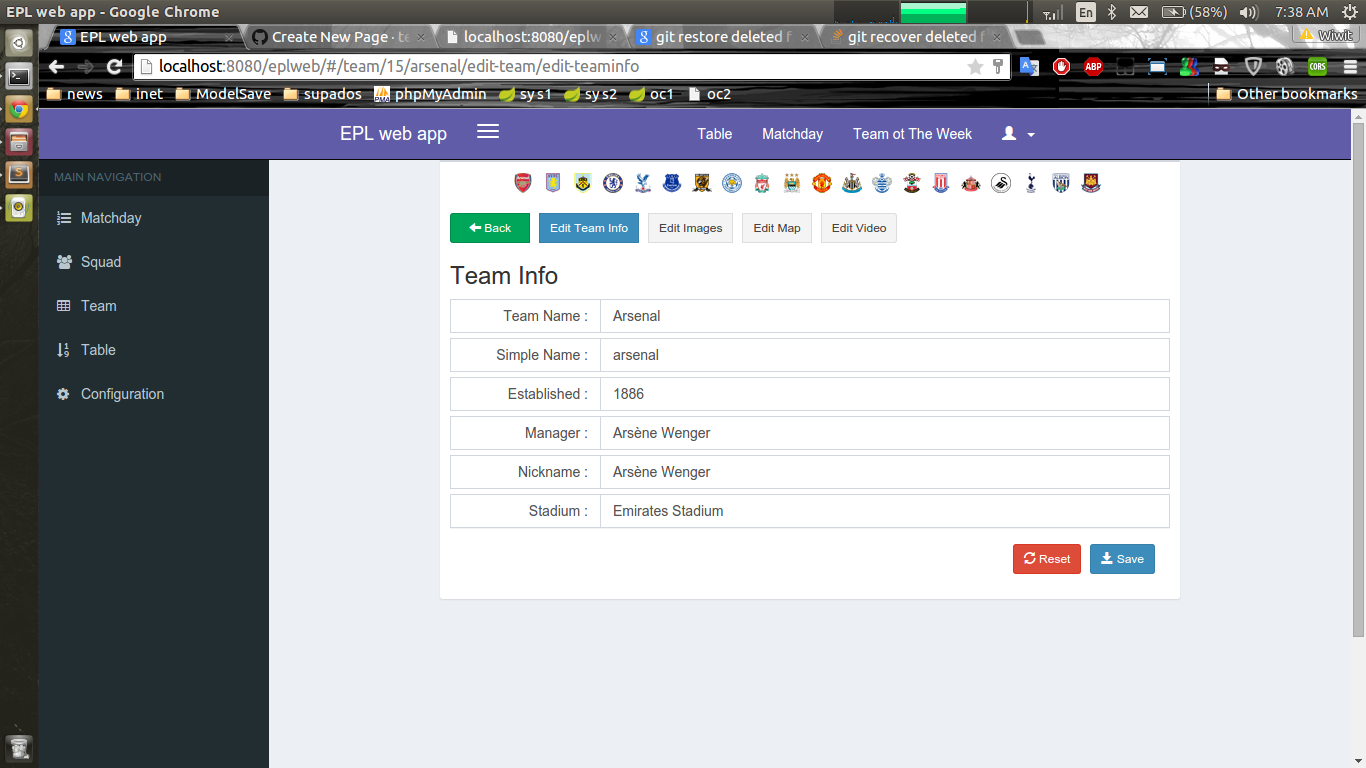 EPL web app - Google Chrome
En
(58%)
7:38 AM
EPL web app
Create New Page · te
localhost:8080/eplw
git restore deleted f
git recover deleted f
Wiwit
localhost:8080/eplweb/#/team/15/arsenal/edit-team/edit-teaminfo
ABP
CORS
news
inet
ModelSave
supados
phpMyAdmin
sys1
sys2
oc1
oc2
Other bookmarks
EPL web app
Table
Matchday
Team ot The Week
MAIN NAVIGATION
Matchday
Squad
Team
Table
Configuration
Back
Edit Team Info
Edit Images
Edit Map
Edit Video
Team Info
Team Name : Arsenal
Simple Name : arsenal
Established : 1886
Manager : Arsène Wenger
Nickname : Arsène Wenger
Stadium : Emirates Stadium
Reset
Save